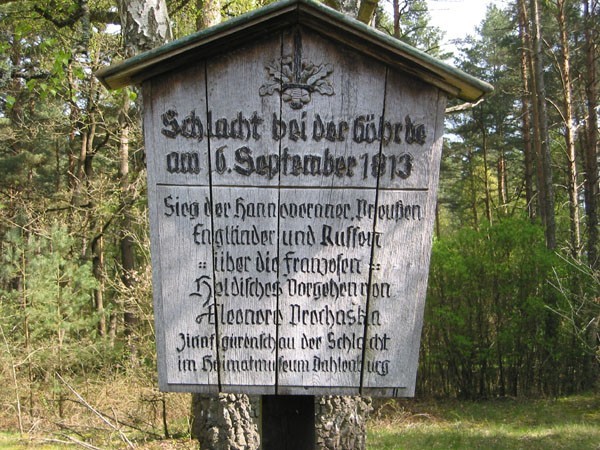 Schlacht bei der Göhrde
am 6. September 1813
Sieg der Hannoveraner, Preußen
Engländer und Russen
:: über die Franzosen ::
Heldisches Vorgehen von
Eleonore Prochaska
Zinnfigurenschau der Schlacht
im Heimatmuseum Dahlenburg